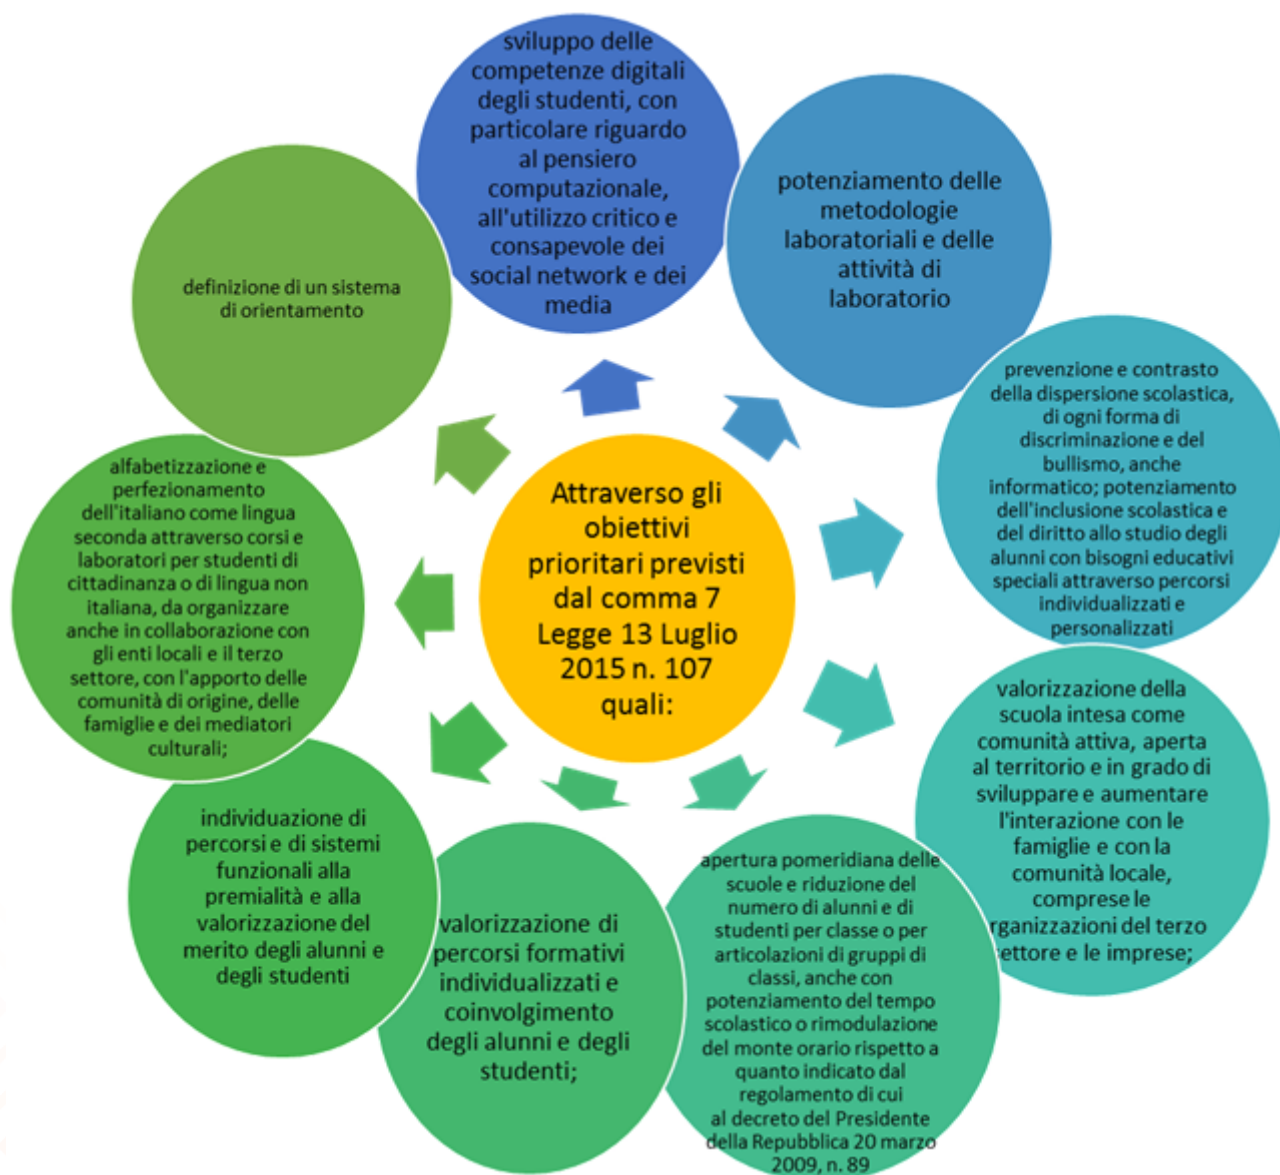 Attraverso gli
obiettivi
prioritari previsti
dal comma 7
Legge 13 Luglio
2015 n. 107
quali:
sviluppo delle
competenze digitali
degli studenti, con
particolare riguardo
al pensiero
computazionale,
all'utilizzo critico e
consapevole dei
social network e dei
media
potenziamento delle
metodologie
laboratoriali e delle
attività di
laboratorio
prevenzione e contrasto
della dispersione scolastica,
di ogni forma di
discriminazione e del
bullismo, anche
informatico; potenziamento
dell'inclusione scolastica e
del diritto allo studio degli
alunni con bisogni educativi
speciali attraverso percorsi
individualizzati e
personalizzati
valorizzazione della
scuola intesa come
comunità attiva, aperta
al territorio e in grado di
sviluppare e aumentare
l'interazione con le
famiglie e con la
comunità locale,
comprese le
rganizzazioni del terzo
ettore e le imprese;
apertura pomeridiana delle
scuole e riduzione del
numero di alunni e di
studenti per classe o per
articolazioni di gruppi di
classi, anche con
potenziamento del tempo
scolastico o rimodulazione
del monte orario rispetto a
quanto indicato dal
regolamento di cui
al decreto del Presidente
della Repubblica 20 marzo
2009, n. 89
valorizzazione di
percorsi formativi
individualizzati e
coinvolgimento
degli alunni e degli
studenti;
individuazione di
percorsi e di sistemi
funzionali alla
premialità e alla
valorizzazione del
merito degli alunni e
degli studenti
alfabetizzazione e
perfezionamento
dell'italiano come lingua
seconda attraverso corsi e
laboratori per studenti di
cittadinanza o di lingua non
italiana, da organizzare
anche in collaborazione con
gli enti locali e il terzo
settore, con l'apporto delle
comunità di origine, delle
famiglie e dei mediatori
culturali;
definizione di un sistema
di orientamento